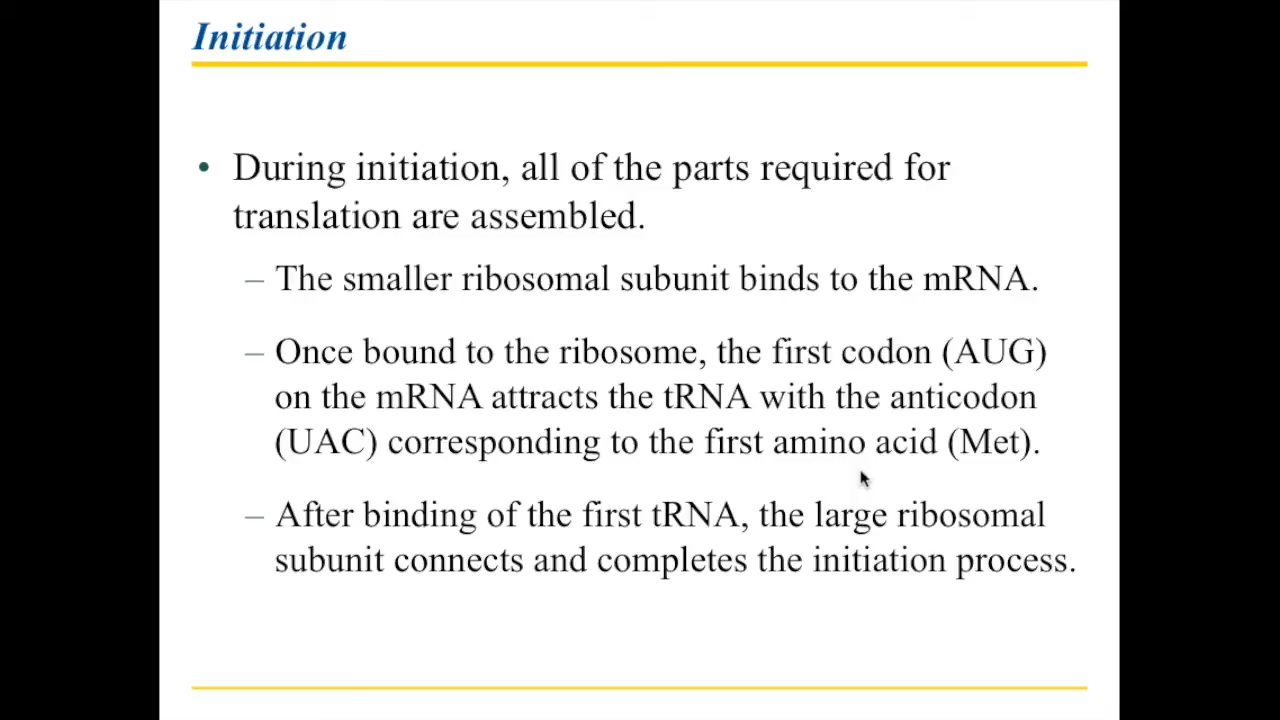 Initiation
• During initiation, all of the parts required for
translation are assembled.
– The smaller ribosomal subunit binds to the mRNA.
– Once bound to the ribosome, the first codon (AUG)
on the mRNA attracts the tRNA with the anticodon
(UAC) corresponding to the first amino acid (Met).
– After binding of the first tRNA, the large ribosomal
subunit connects and completes the initiation process.